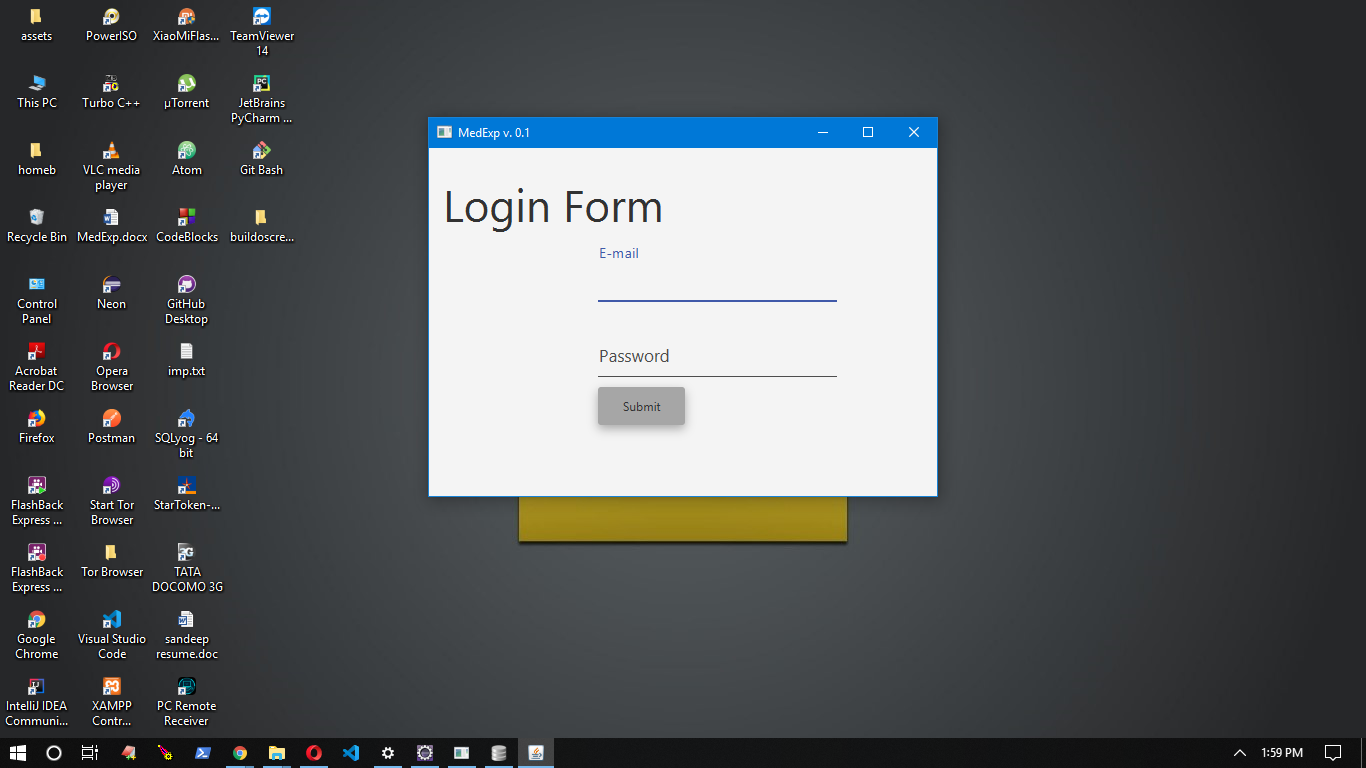 assets
PowerISO
XiaoMiFlas...
TeamViewer
14
This PC
Turbo C++
µTorrent
JetBrains
PyCharm ...
homeb
VLC media
player
Atom
Git Bash
Recycle Bin
MedExp.docx
CodeBlocks
buildoscre...
Control
Panel
Neon
GitHub
Desktop
Acrobat
Reader DC
Opera
Browser
imp.txt
Firefox
Postman
SQLyog - 64
bit
FlashBack
Express ...
Start Tor
Browser
StarToken-...
FlashBack
Express ...
Tor Browser
TATA
DOCOMO 3G
Google
Chrome
Visual Studio
Code
sandeep
resume.doc
IntelliJ IDEA
Communi...
XAMPP
Contr...
PC Remote
Receiver
MedExp v. 0.1
Login Form
E-mail
Password
Submit
1:59 PM